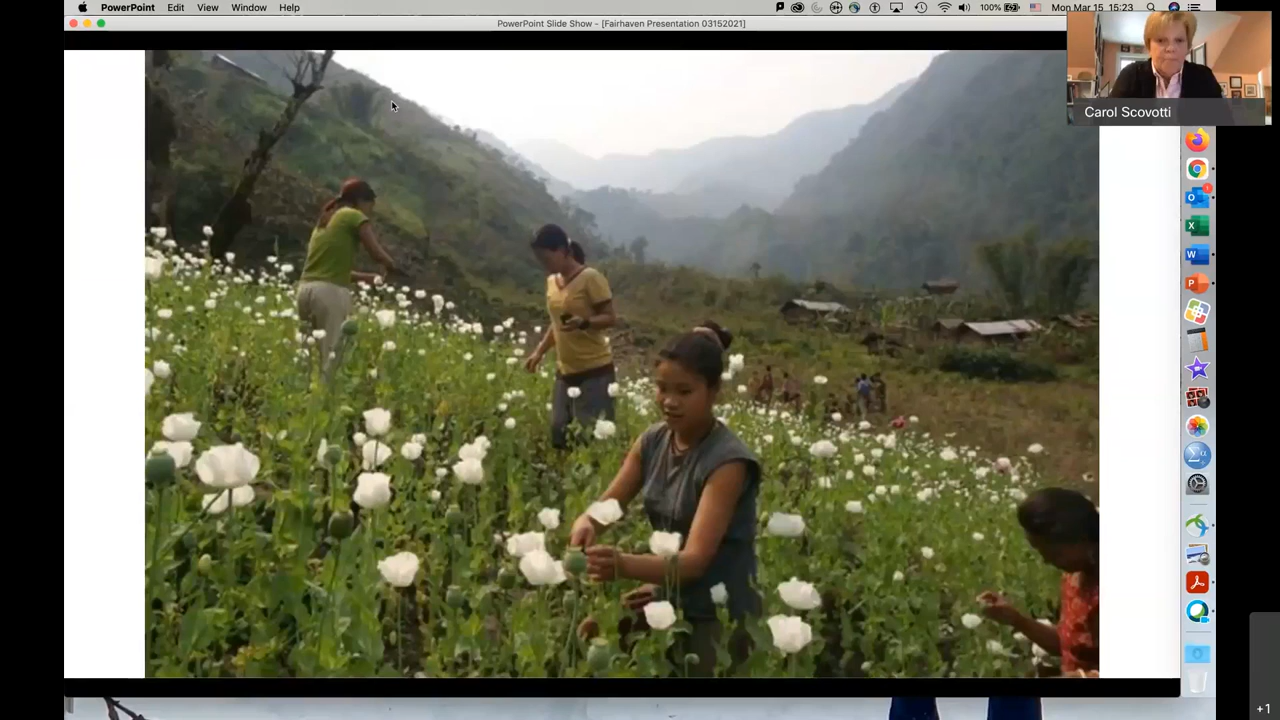 PowerPoint Edit View Window Help
100% Mon Mar 15 15:23
PowerPoint Slide Show - [Fairhaven Presentation 03152021]
Carol Scovotti
+1